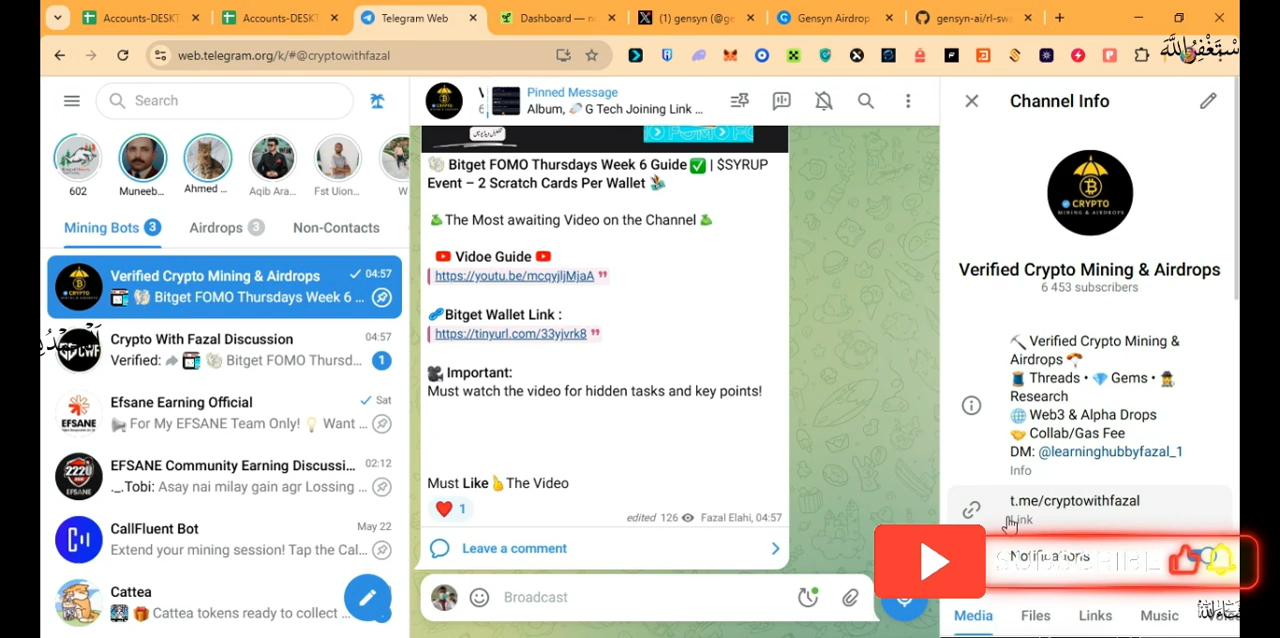 Accounts-DESKT
Accounts-DESKT
Telegram Web
Dashboard — n
(1) gensyn (@ge
Gensyn Airdrop
gensyn-ai/rl-sw
web.telegram.org/k/#@cryptowithfazal
Search
602
Muneeb...
Ahmed ...
Aqib Ara...
Fst Uion...
W
Mining Bots 3
Airdrops 3
Non-Contacts
Verified Crypto Mining & Airdrops 04:57
Bitget FOMO Thursdays Week 6 ...
Crypto With Fazal Discussion 04:57
Verified: Bitget FOMO Thursd... 1
Efsane Earning Official Sat
For My EFSANE Team Only! Want ...
EFSANE Community Earning Discussi... 02:12
._.Tobi: Asay nai milay gain agr Lossing ...
CallFluent Bot May 22
Extend your mining session! Tap the Cal...
Cattea
Cattea tokens ready to collect ...
Pinned Message
Album, G Tech Joining Link ...
Bitget FOMO Thursdays Week 6 Guide ✅ | $SYRUP
Event – 2 Scratch Cards Per Wallet
The Most awaiting Video on the Channel
Vidoe Guide
https://youtu.be/mcqyjljMjaA
Bitget Wallet Link :
https://tinyurl.com/33yjvrk8
Important:
Must watch the video for hidden tasks and key points!
Must Like The Video
1
edited 126 Fazal Elahi, 04:57
Leave a comment
Broadcast
Channel Info
CRYPTO
MINING & AIRDROPS
Verified Crypto Mining & Airdrops
6 453 subscribers
Verified Crypto Mining &
Airdrops
Threads • Gems •
Research
Web3 & Alpha Drops
Collab/Gas Fee
DM: @learninghubbyfazal_1
Info
t.me/cryptowithfazal
Link
Notifications
SUBSCRIBE
Media
Files
Links
Music